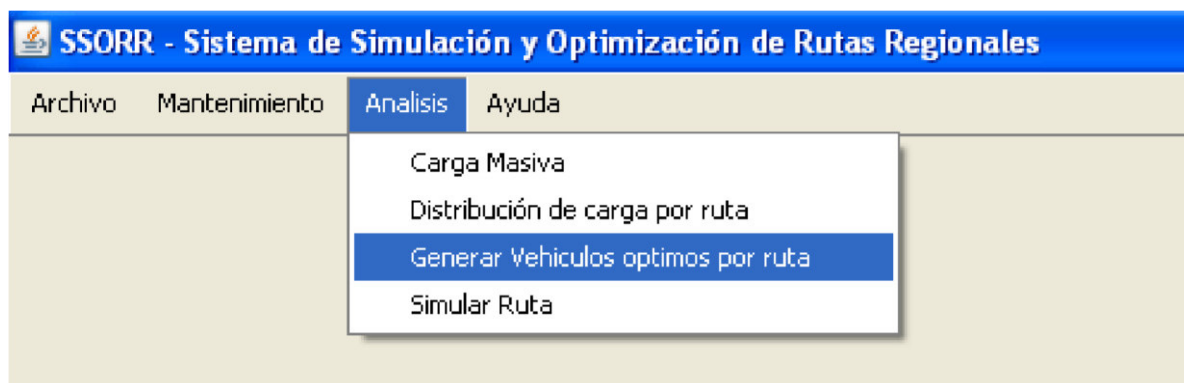 SSORR - Sistema de Simulación y Optimización de Rutas Regionales
Archivo Mantenimiento Analisis Ayuda
Carga Masiva
Distribución de carga por ruta
Generar Vehiculos optimos por ruta
Simular Ruta